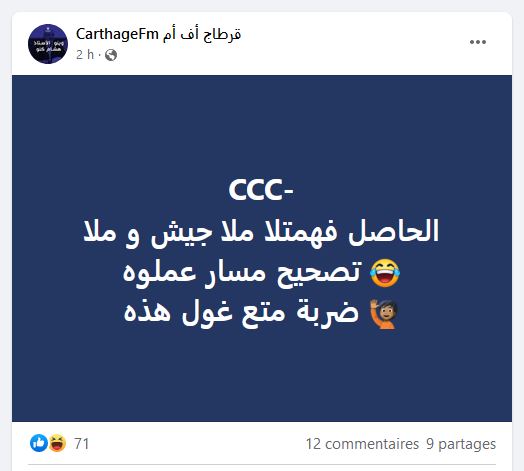 CarthageFm قرطاج أف أم
2 h ·
CCC-
الحاصل فهمتلا ملا جيش و ملا
تصحيح مسار عملوه 😂
ضربة متع غول هذه 🙋🏽
71
12 commentaires 9 partages